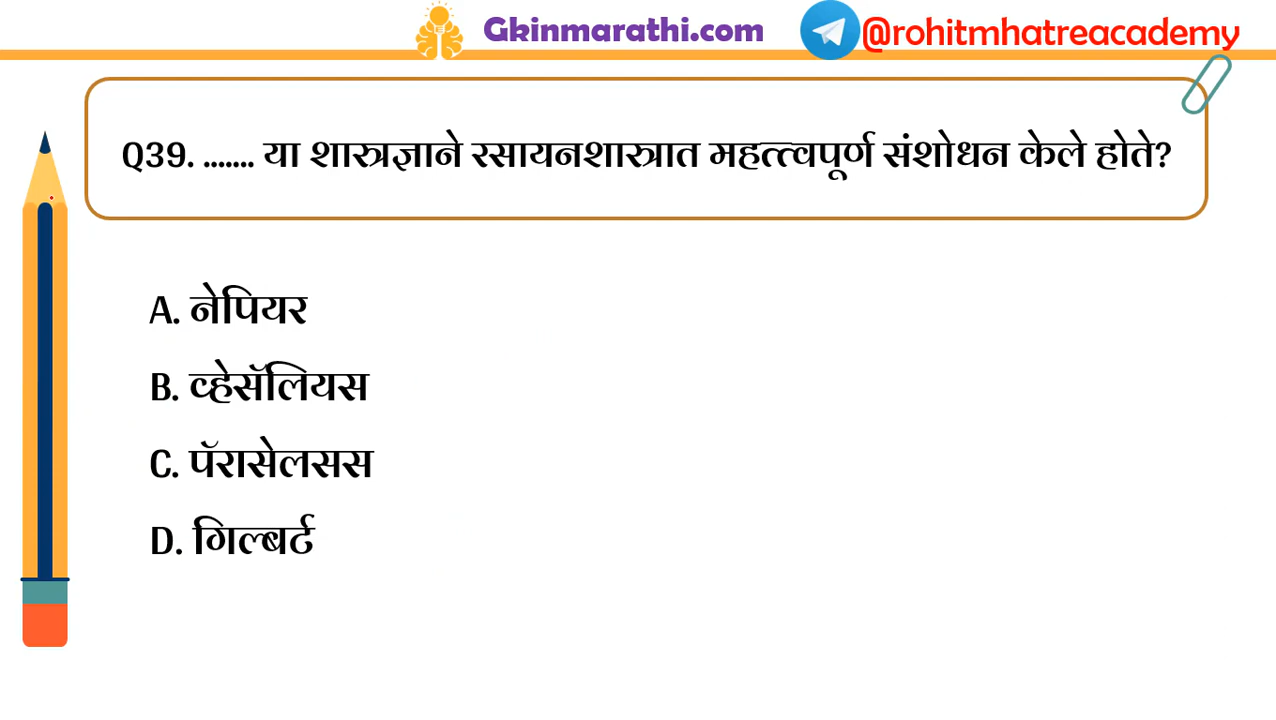 Gkinmarathi.com @rohitmhatreacademy
Q39. ....... या शास्त्रज्ञाने रसायनशास्त्रात महत्त्वपूर्ण संशोधन केले होते?
A. नेपियर
B. व्हेसॅलियस
C. पॅरासेलसस
D. गिल्बर्ट